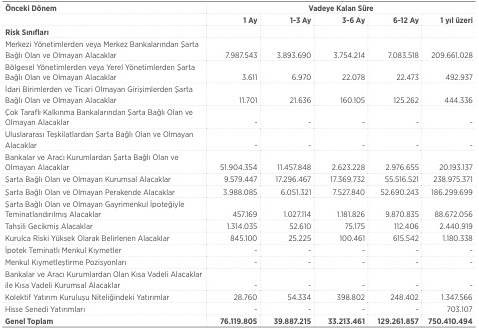 Önceki Dönem Vadeye Kalan Süre
1 Ay 1-3 Ay 3-6 Ay 6-12 Ay 1 yıl üzeri
Risk Sınıfları
Merkezi Yönetimlerden veya Merkez Bankalarından Şarta
Bağlı Olan ve Olmayan Alacaklar 7.987.543 3.893.690 3.754.214 7.083.518 209.661.028
Bölgesel Yönetimlerden veya Yerel Yönetimlerden Şarta
Bağlı Olan ve Olmayan Alacaklar 3.611 6.970 22.078 22.473 492.937
İdari Birimlerden ve Ticari Olmayan Girişimlerden Şarta
Bağlı Olan ve Olmayan Alacaklar 11.701 21.636 160.105 125.262 444.336
Çok Taraflı Kalkınma Bankalarından Şarta Bağlı Olan ve
Olmayan Alacaklar - - - - -
Uluslararası Teşkilatlardan Şarta Bağlı Olan ve Olmayan
Alacaklar - - - - -
Bankalar ve Aracı Kurumlardan Şarta Bağlı Olan ve
Olmayan Alacaklar 51.904.354 11.457.848 2.623.228 2.976.655 20.193.137
Şarta Bağlı Olan ve Olmayan Kurumsal Alacaklar 9.579.447 17.296.467 17.369.732 55.516.521 238.975.371
Şarta Bağlı Olan ve Olmayan Perakende Alacaklar 3.988.085 6.051.321 7.527.840 52.690.243 186.299.699
Şarta Bağlı Olan ve Olmayan Gayrimenkul İpoteğiyle
Teminatlandırılmış Alacaklar 457.169 1.027.114 1.181.826 9.870.835 88.672.056
Tahsili Gecikmiş Alacaklar 1.314.035 52.610 75.175 112.406 2.440.919
Kurulca Riski Yüksek Olarak Belirlenen Alacaklar 845.100 25.225 100.461 615.542 1.180.338
İpotek Teminatlı Menkul Kıymetler - - - - -
Menkul Kıymetleştirme Pozisyonları - - - - -
Bankalar ve Aracı Kurumlardan Olan Kısa Vadeli Alacaklar
ile Kısa Vadeli Kurumsal Alacaklar - - - - -
Kolektif Yatırım Kuruluşu Niteliğindeki Yatırımlar 28.760 54.334 398.802 248.402 1.347.566
Hisse Senedi Yatırımları - - - - 703.107
Genel Toplam 76.119.805 39.887.215 33.213.461 129.261.857 750.410.494